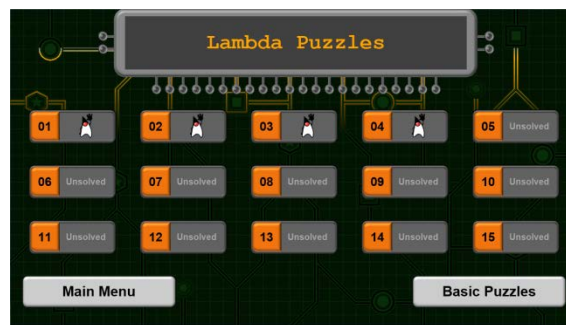 Lambda Puzzles
01 02 03 04 05 Unsolved
06 Unsolved 07 Unsolved 08 Unsolved 09 Unsolved 10 Unsolved
11 Unsolved 12 Unsolved 13 Unsolved 14 Unsolved 15 Unsolved
Main Menu Basic Puzzles